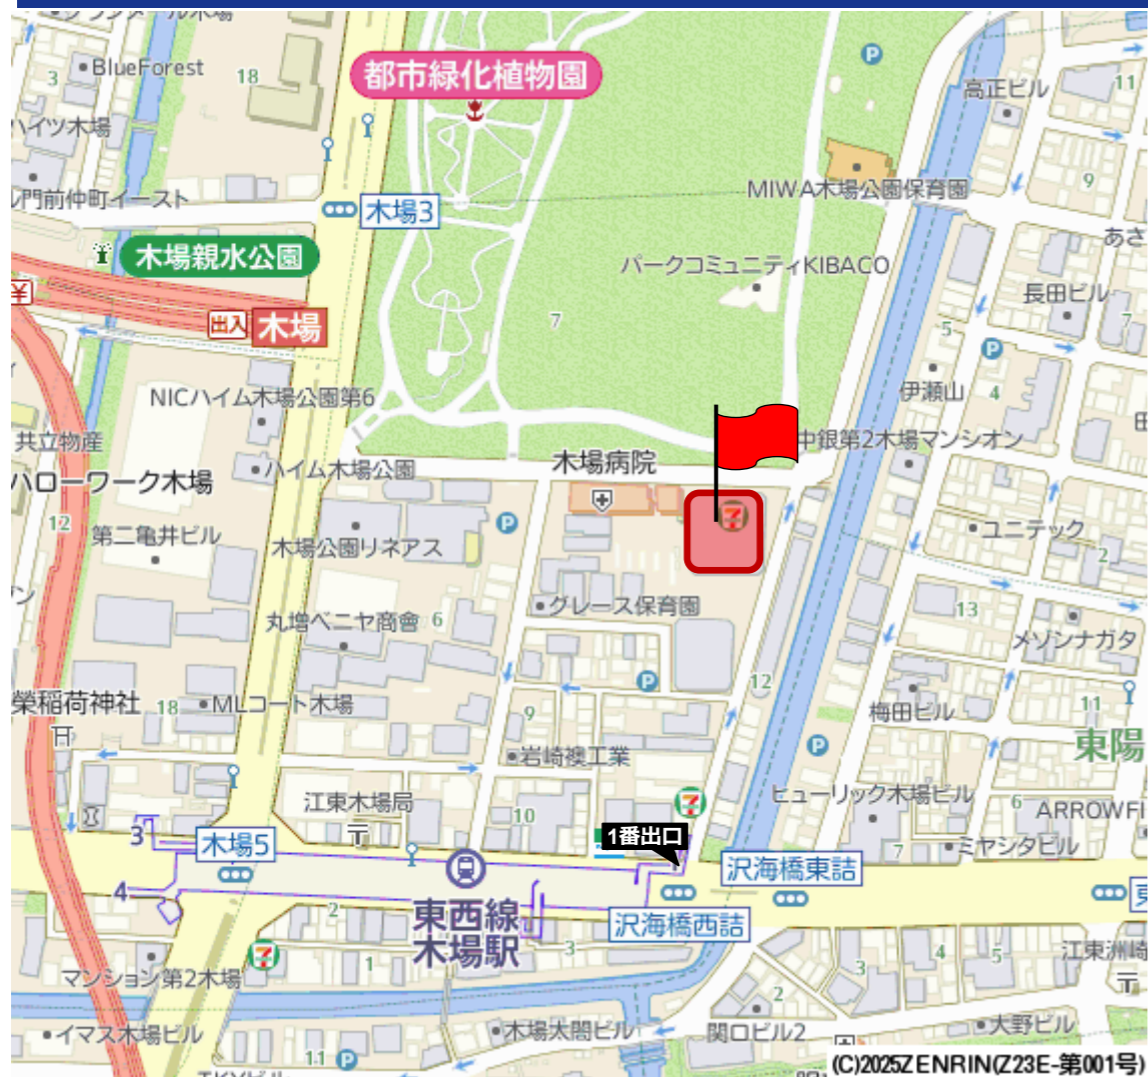 BlueForest
18
3
都市緑化植物園
P
高正ビル
11
ハイツ木場
9
門前仲町イースト
木場3
MIWA木場公園保育園
木場親水公園
あさ
パークコミュニティKIBACO
¥
長田ビル
出入
木場
7
7
5
P
NICハイム木場公園第6
伊瀬山
4
共立物産
中銀第2木場マンシオン
ハローワーク木場
ハイム木場公園
木場病院
12
第二亀井ビル
P
7
ユニテック
木場公園リネアス
2
グレース保育園
13
丸増ベニヤ商會
6
メゾンナガタ
榮稲荷神社
18
MLコート木場
P
12
梅田ビル
11
9
東陽
岩崎襖工業
P
江東木場局
10
7
ヒューリック木場ビル
6
ARROWFI
〒
3
木場5
1番出口
7
ミヤシタビル
沢海橋東詰
4
東西線
木場駅
沢海橋西詰
2
3
7
1
マンション第2木場
3
4
5
江東洲崎
〒
2
イマス木場ビル
木場太閤ビル
関口ビル2
大野ビル
11
P
(C)2025ZENRIN(Z23E-第001号)